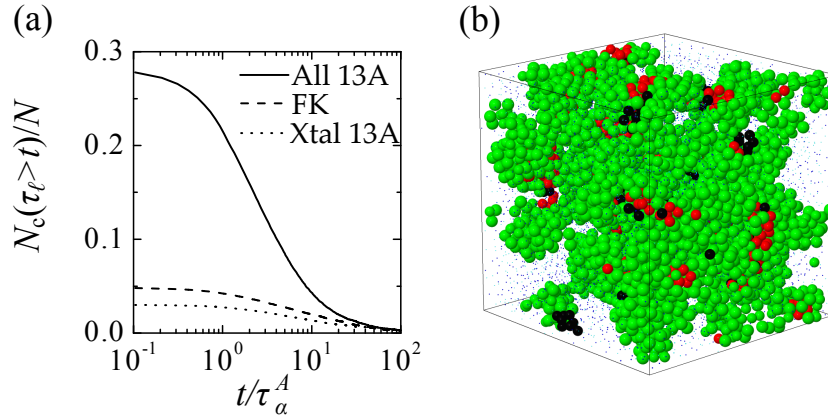 (a)
(b)
0.3
0.2
0.1
0.0
N_c(τ_ℓ>t)/N
All 13A
FK
Xtal 13A
10^-1 10^0 10^1 10^2
t/τ_α^A